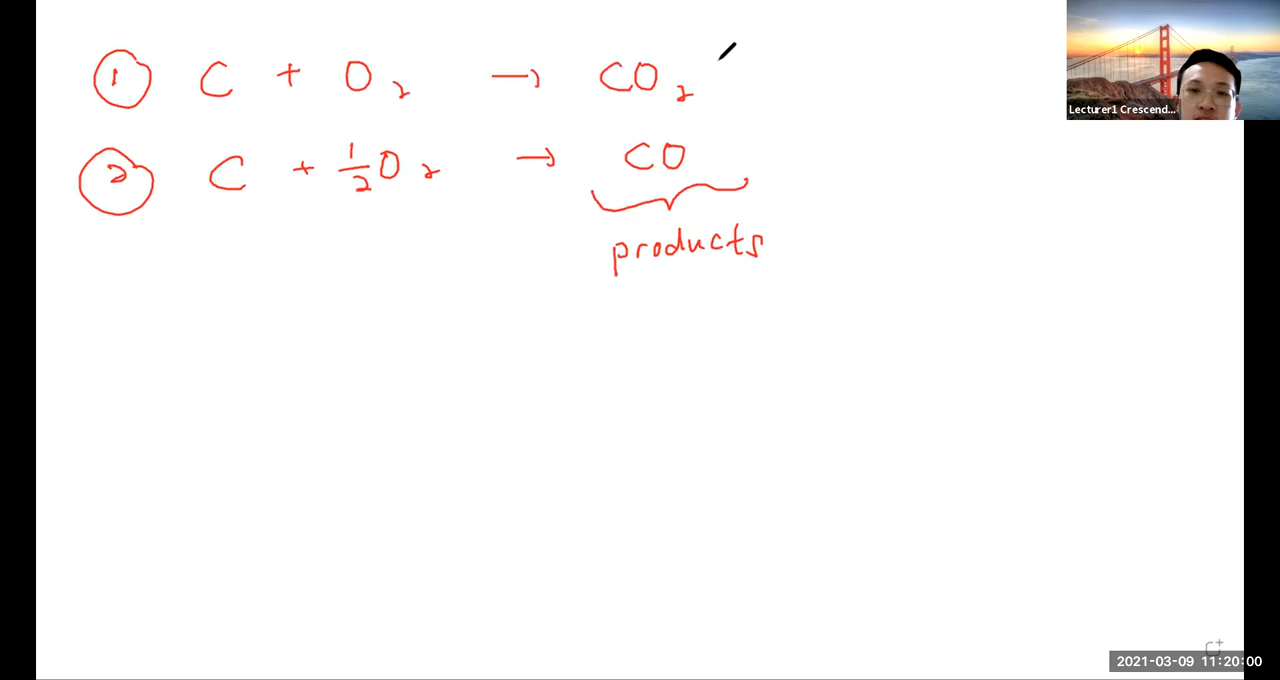 ① C + O₂ → CO₂
② C + ½O₂ → CO
products
Lecturer1 Crescend...
2021-03-09 11:20:00